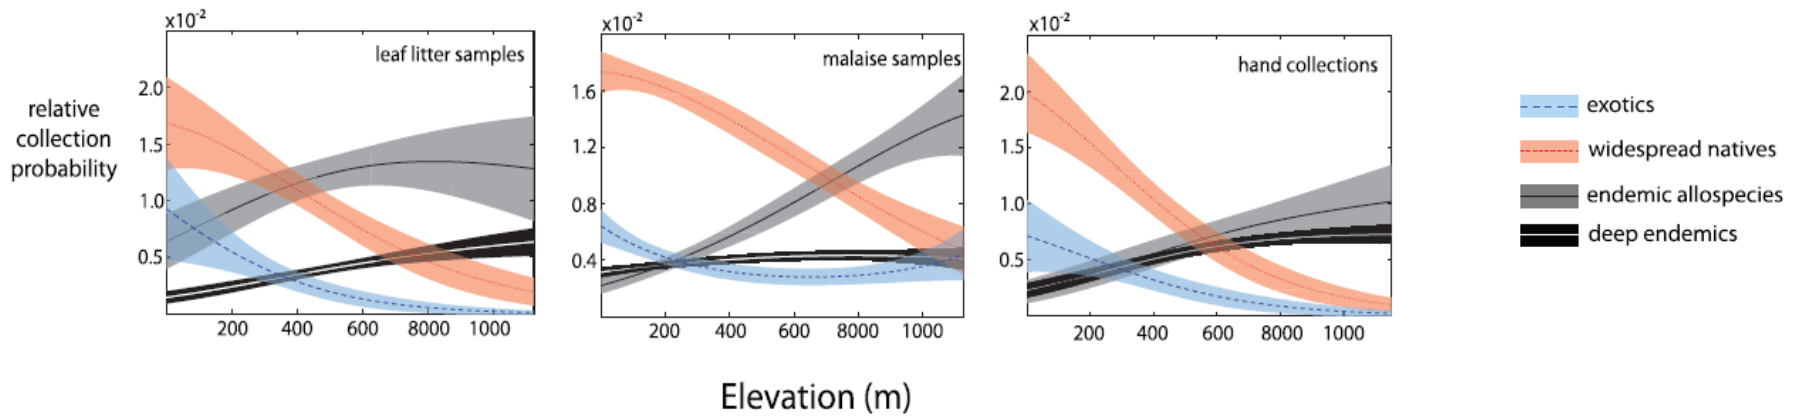 x10-2
leaf litter samples
relative
collection
probability
2.0
1.5
1.0
0.5
200 400 600 8000 1000
x10-2
malaise samples
1.6
1.2
0.8
0.4
200 400 600 8000 1000
x10-2
hand collections
2.0
1.5
1.0
0.5
200 400 600 8000 1000
exotics
widespread natives
endemic allospecies
deep endemics
Elevation (m)